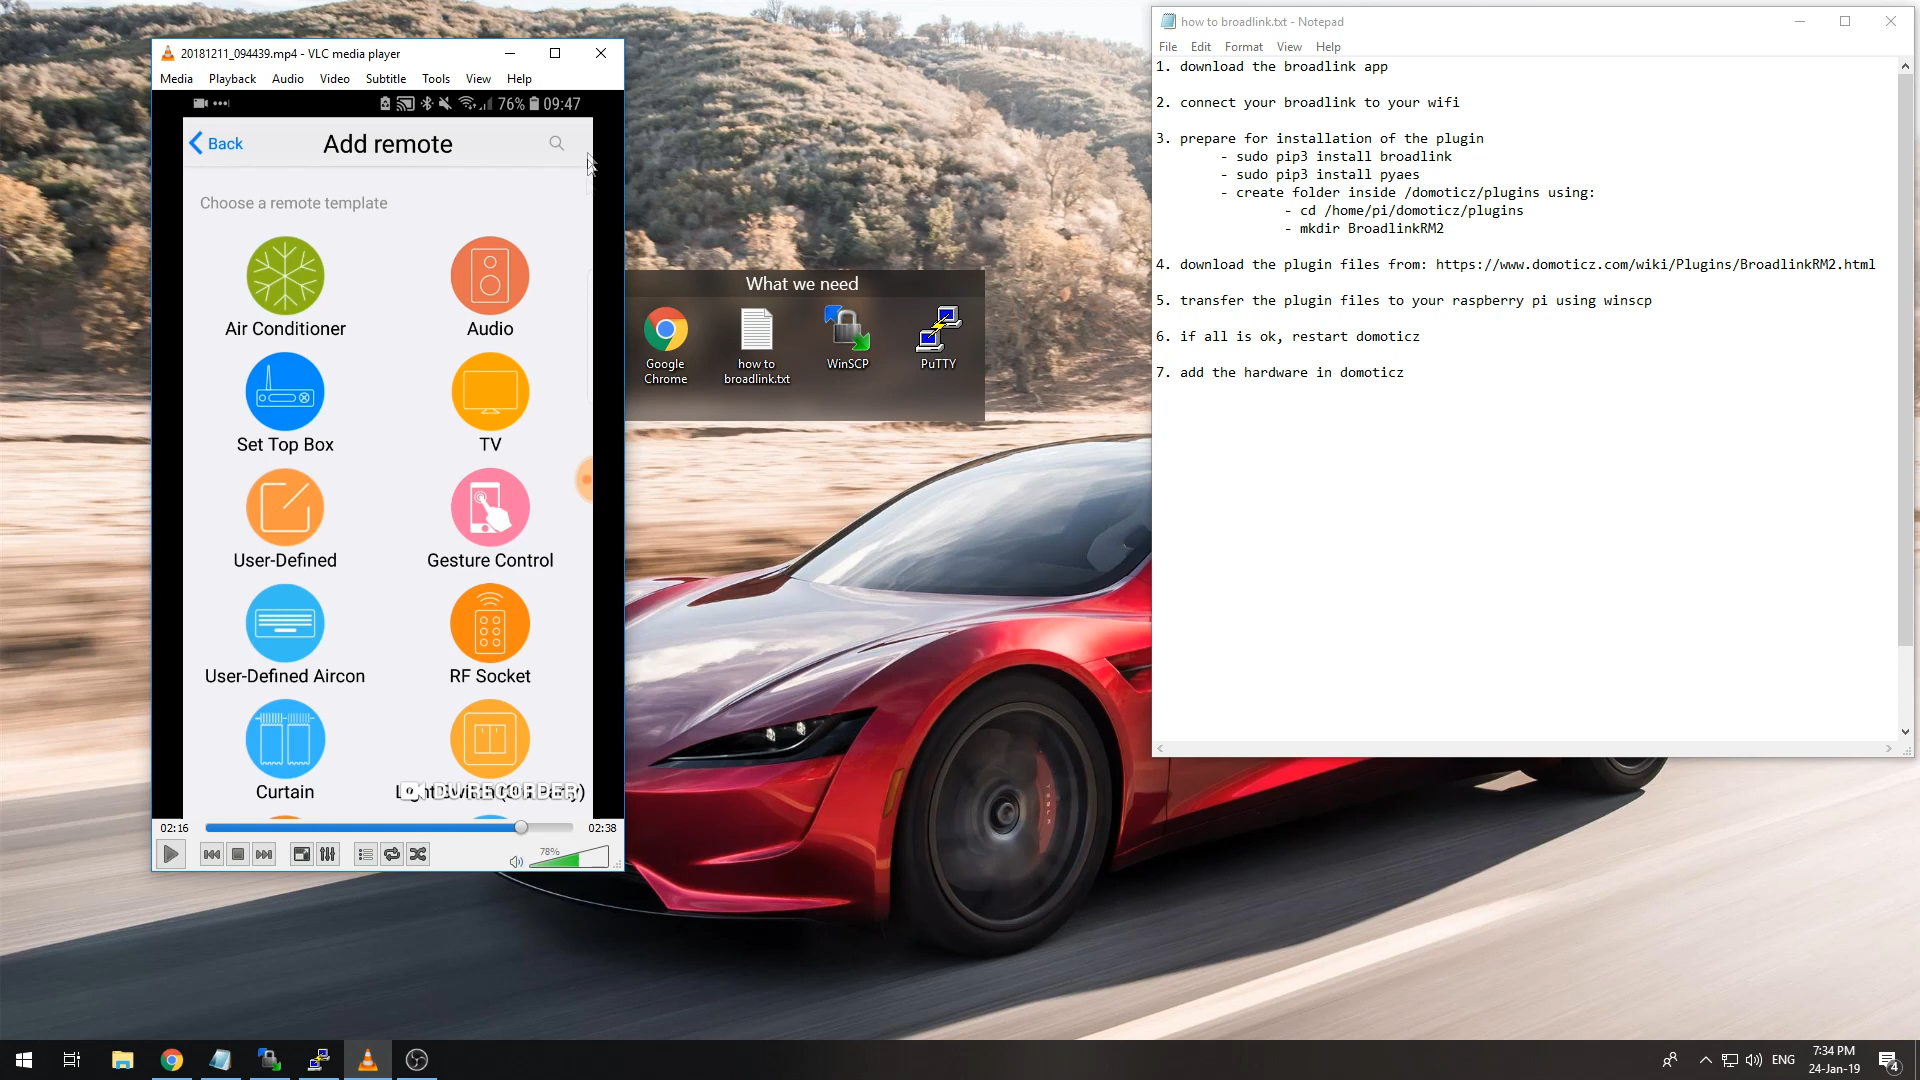 20181211_094439.mp4 - VLC media player
Media Playback Audio Video Subtitle Tools View Help
76% 09:47
Back
Add remote
Choose a remote template
Air Conditioner
Audio
Set Top Box
TV
User-Defined
Gesture Control
User-Defined Aircon
RF Socket
Curtain
DU RECORDER
02:16
02:38
78%
What we need
Google Chrome
how to broadlink.txt
WinSCP
PuTTY
how to broadlink.txt - Notepad
File Edit Format View Help
1. download the broadlink app
2. connect your broadlink to your wifi
3. prepare for installation of the plugin
- sudo pip3 install broadlink
- sudo pip3 install pyaes
- create folder inside /domoticz/plugins using:
- cd /home/pi/domoticz/plugins
- mkdir BroadlinkRM2
4. download the plugin files from: https://www.domoticz.com/wiki/Plugins/BroadlinkRM2.html
5. transfer the plugin files to your raspberry pi using winscp
6. if all is ok, restart domoticz
7. add the hardware in domoticz
TESLA
ENG
7:34 PM
24-Jan-19
4